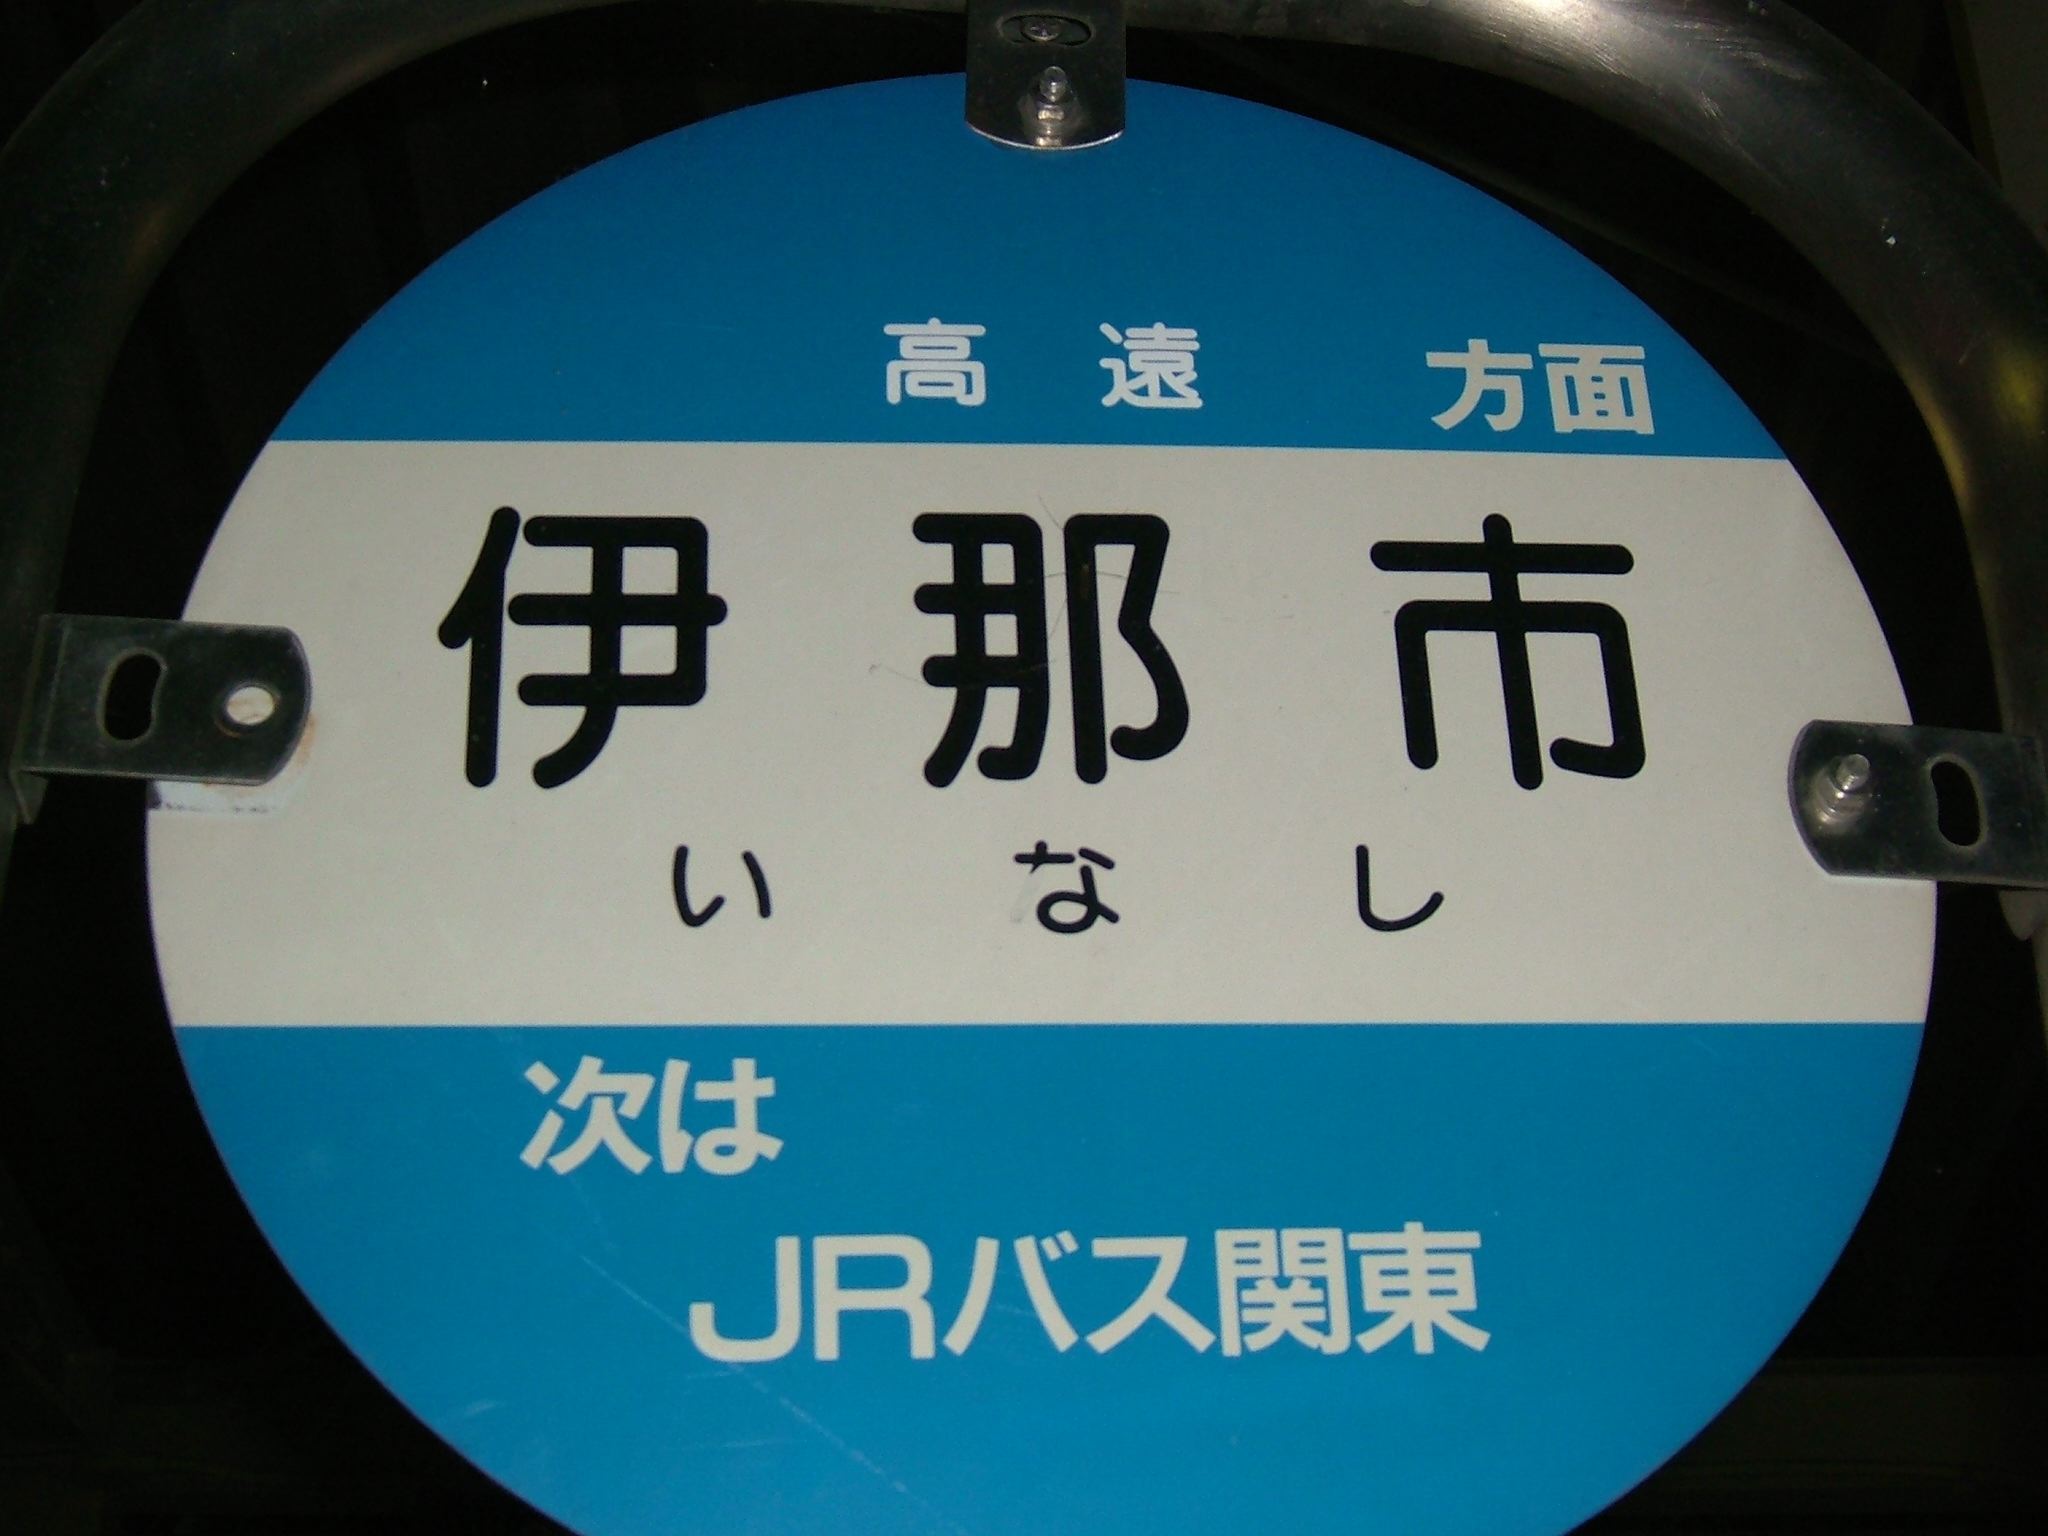 高遠 方面
伊那市
いなし
次は
JRバス関東